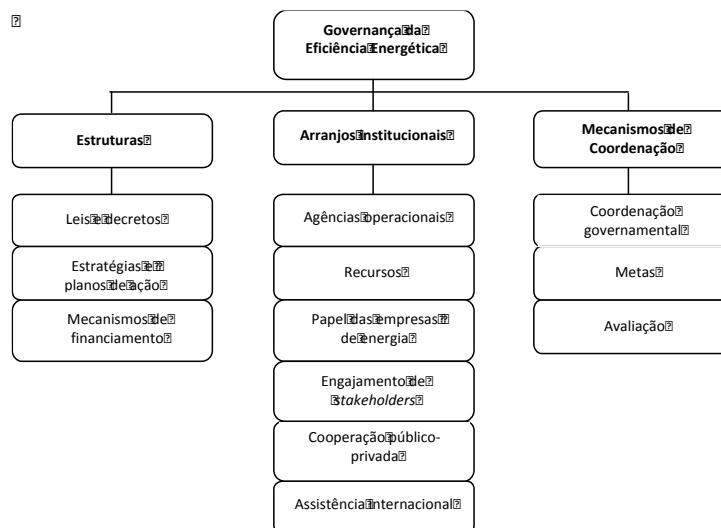 Governança da
Eficiência Energética
Estruturas
Leis e decretos
Estratégias e
planos de ação
Mecanismos de
financiamento
Arranjos institucionais
Agências operacionais
Recursos
Papel das empresas
de energia
Engajamento de
stakeholders
Cooperação público-
privada
Assistência internacional
Mecanismos de
Coordenação
Coordenação
governamental
Metas
Avaliação